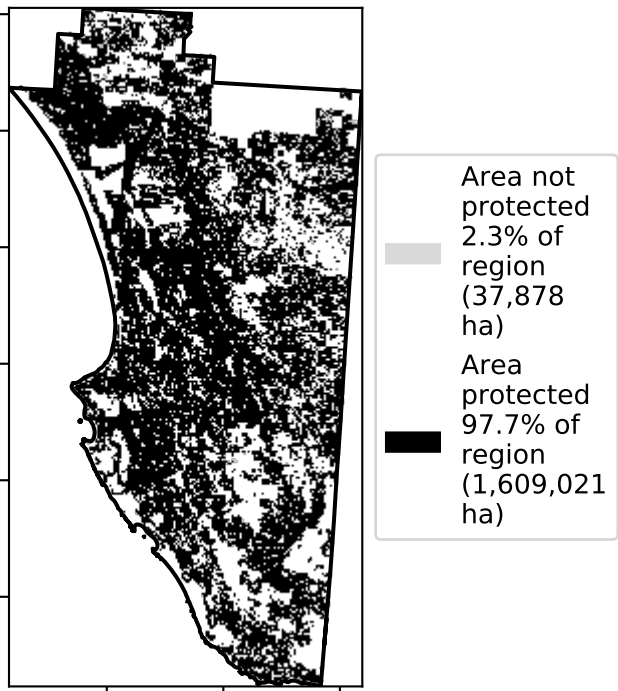 Area not
protected
2.3% of
region
(37,878
ha)
Area
protected
97.7% of
region
(1,609,021
ha)